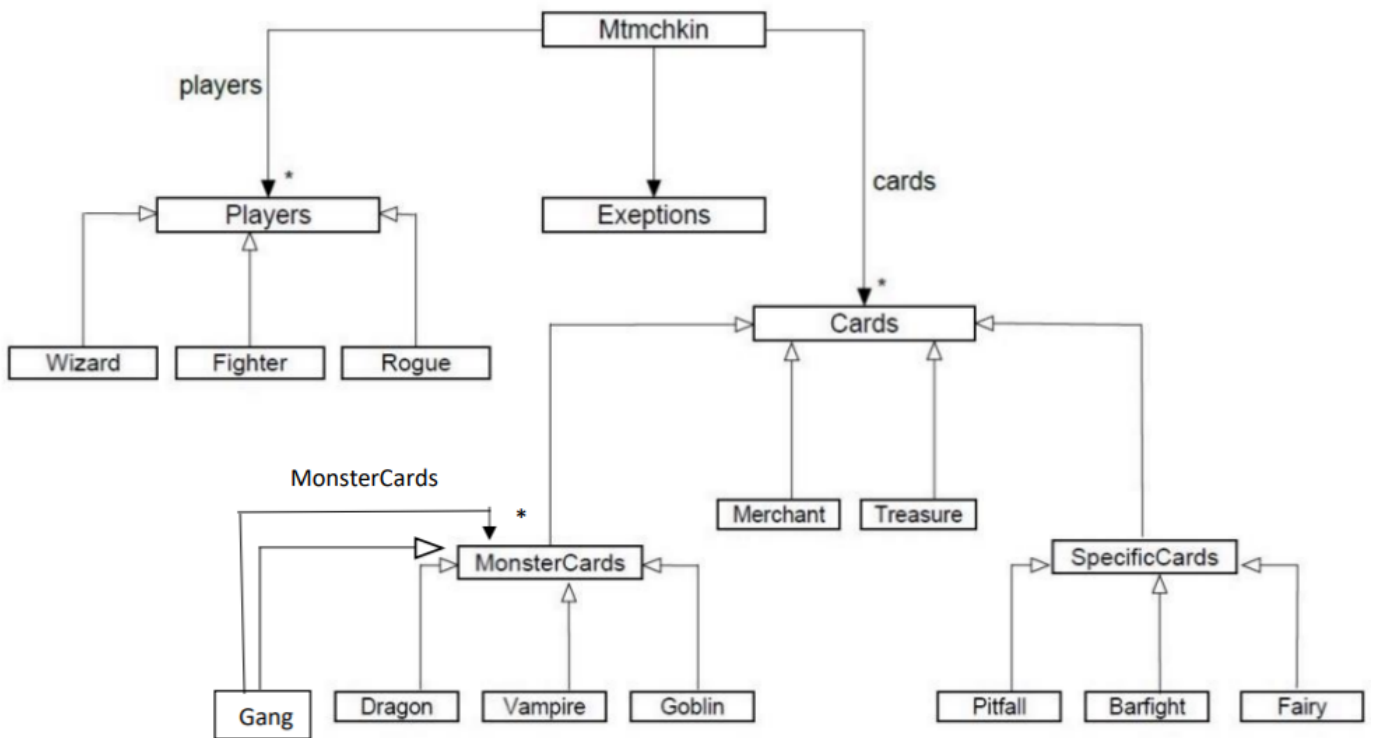 Mtmchkin
players
*
cards
Players
Exeptions
*
Cards
Wizard
Fighter
Rogue
MonsterCards
*
Merchant
Treasure
MonsterCards
SpecificCards
Gang
Dragon
Vampire
Goblin
Pitfall
Barfight
Fairy